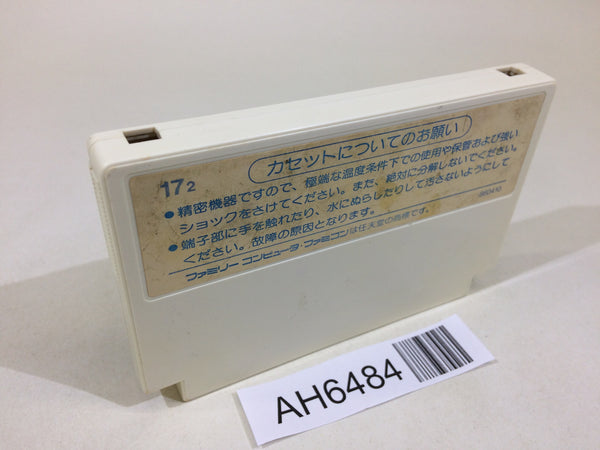 カセットについてのお願い
17₂
●精密機器ですので、極端な温度条件下での使用や保管および強い
ショックをさけてください。また、絶対に分解しないでください。
●端子部に手を触れたり、水にぬらしたりして汚さないようにして
ください。故障の原因となります。
ファミリーコンピュータ・ファミコンは任天堂の商標です。
AH6484